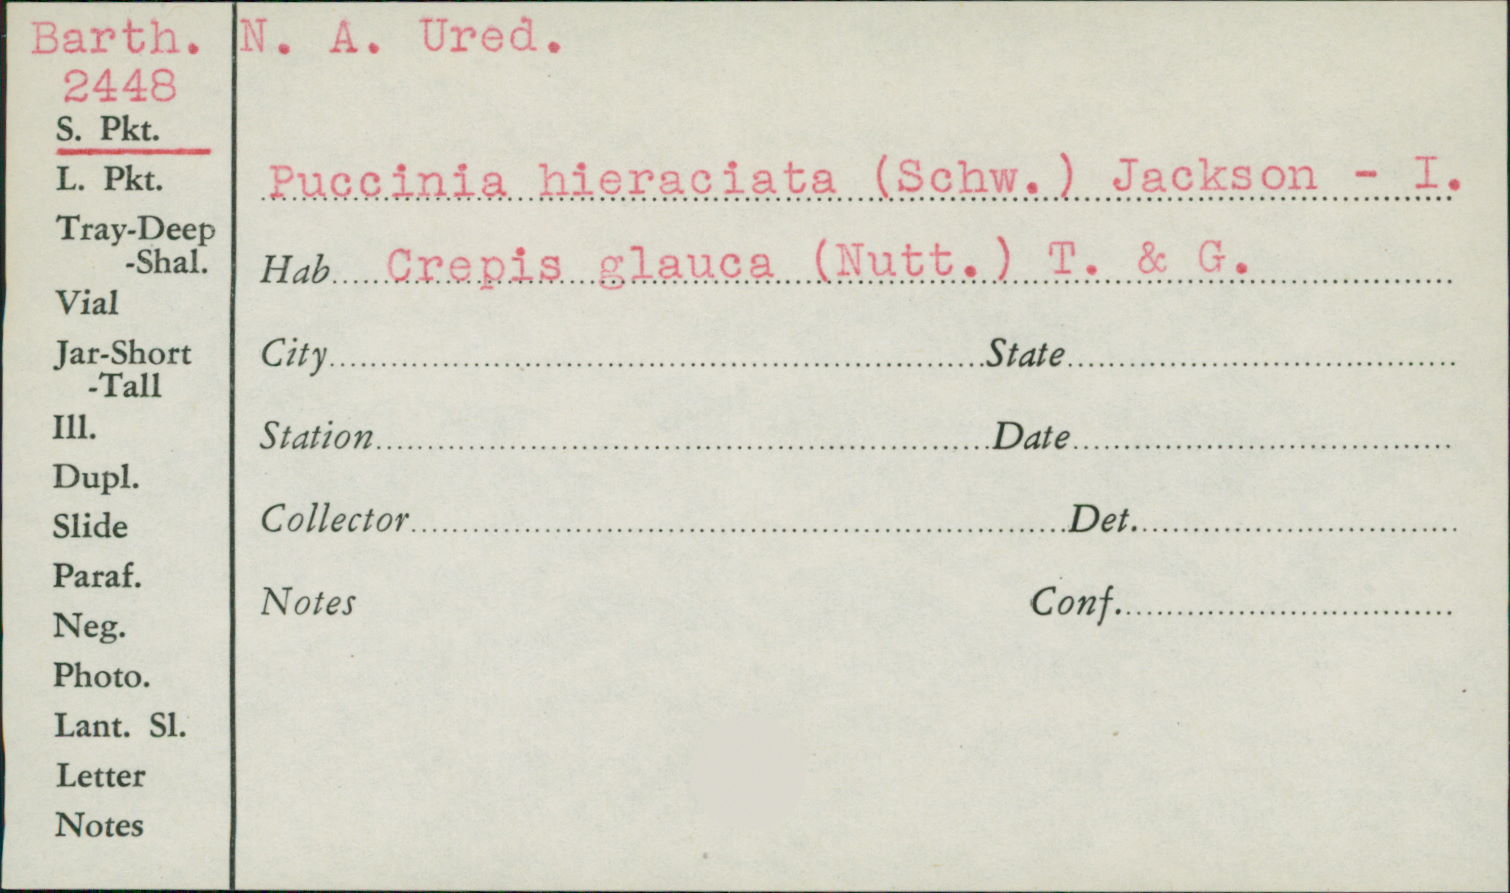 Barth. N. A. Ured.
2448
S. Pkt.
L. Pkt.
Puccinia hieraciata (Schw.) Jackson - I.
Tray-Deep
-Shal.
Hab. Crepis glauca (Nutt.) T. & G.
Vial
Jar-Short
-Tall
City State
Ill.
Station Date
Dupl.
Slide
Collector Det.
Paraf.
Neg.
Notes Conf.
Photo.
Lant. Sl.
Letter
Notes